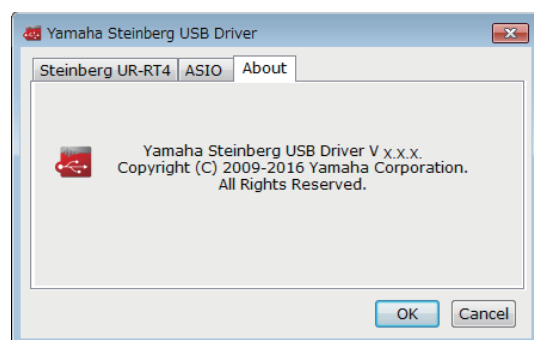 Yamaha Steinberg USB Driver
Steinberg UR-RT4 ASIO About
Yamaha Steinberg USB Driver V x.x.x.
Copyright (C) 2009-2016 Yamaha Corporation.
All Rights Reserved.
OK Cancel